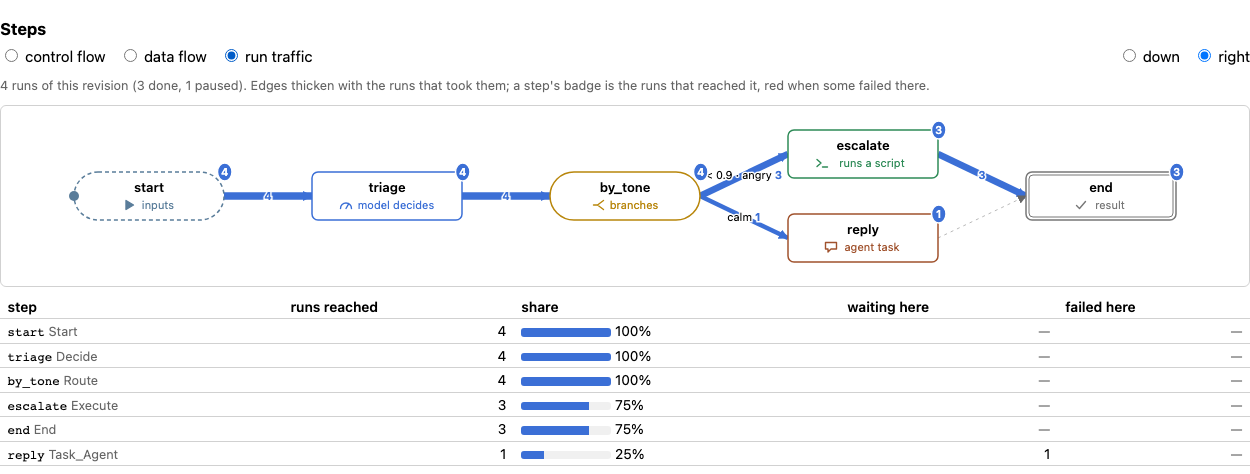 Steps
control flow data flow run traffic down right
4 runs of this revision (3 done, 1 paused). Edges thicken with the runs that took them; a step's badge is the runs that reached it, red when some failed there.
start 4
inputs
4
triage 4
model decides
4
by_tone 4
branches
< 0.9 · angry 3
calm 1
escalate 3
runs a script
3
reply 1
agent task
end 3
result
step runs reached share waiting here failed here
start Start 4 100% — —
triage Decide 4 100% — —
by_tone Route 4 100% — —
escalate Execute 3 75% — —
end End 3 75% — —
reply Task_Agent 1 25% 1 —